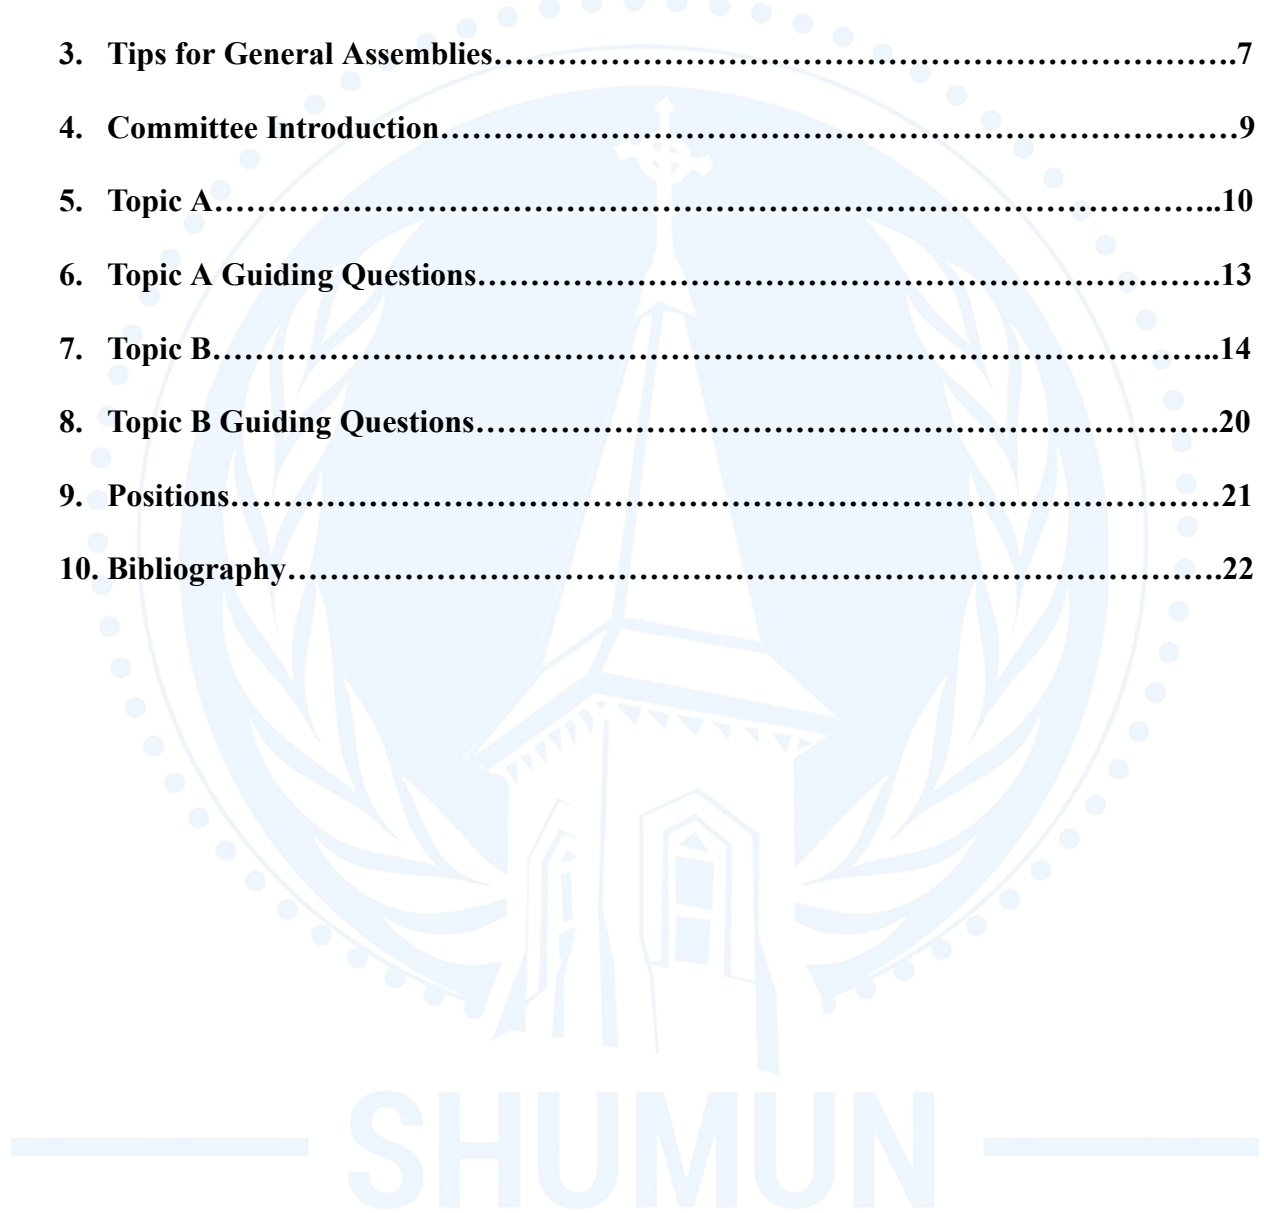 3. Tips for General Assemblies……………………………………………………………….7
4. Committee Introduction……………………………………………………………………9
5. Topic A………………………………………………………………………………………..10
6. Topic A Guiding Questions……………………………………………………………….13
7. Topic B………………………………………………………………………………………..14
8. Topic B Guiding Questions……………………………………………………………….20
9. Positions………………………………………………………………………………………21
10. Bibliography……………………………………………………………………………….22
SHUMUN